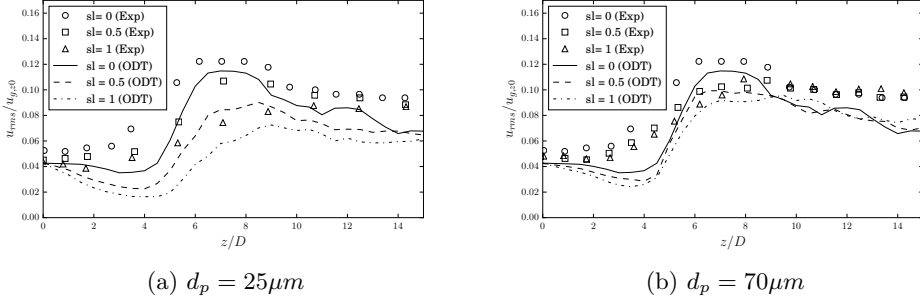 0.16
0.14
0.12
0.10
0.08
0.06
0.04
0.02
0.00
u_rms/u_g,z0
sl= 0 (Exp)
sl= 0.5 (Exp)
sl= 1 (Exp)
sl = 0 (ODT)
sl = 0.5 (ODT)
sl = 1 (ODT)
0 2 4 6 8 10 12 14
z/D
(a) d_p = 25μm
0.16
0.14
0.12
0.10
0.08
0.06
0.04
0.02
0.00
u_rms/u_g,z0
sl= 0 (Exp)
sl= 0.5 (Exp)
sl= 1 (Exp)
sl = 0 (ODT)
sl = 0.5 (ODT)
sl = 1 (ODT)
0 2 4 6 8 10 12 14
z/D
(b) d_p = 70μm